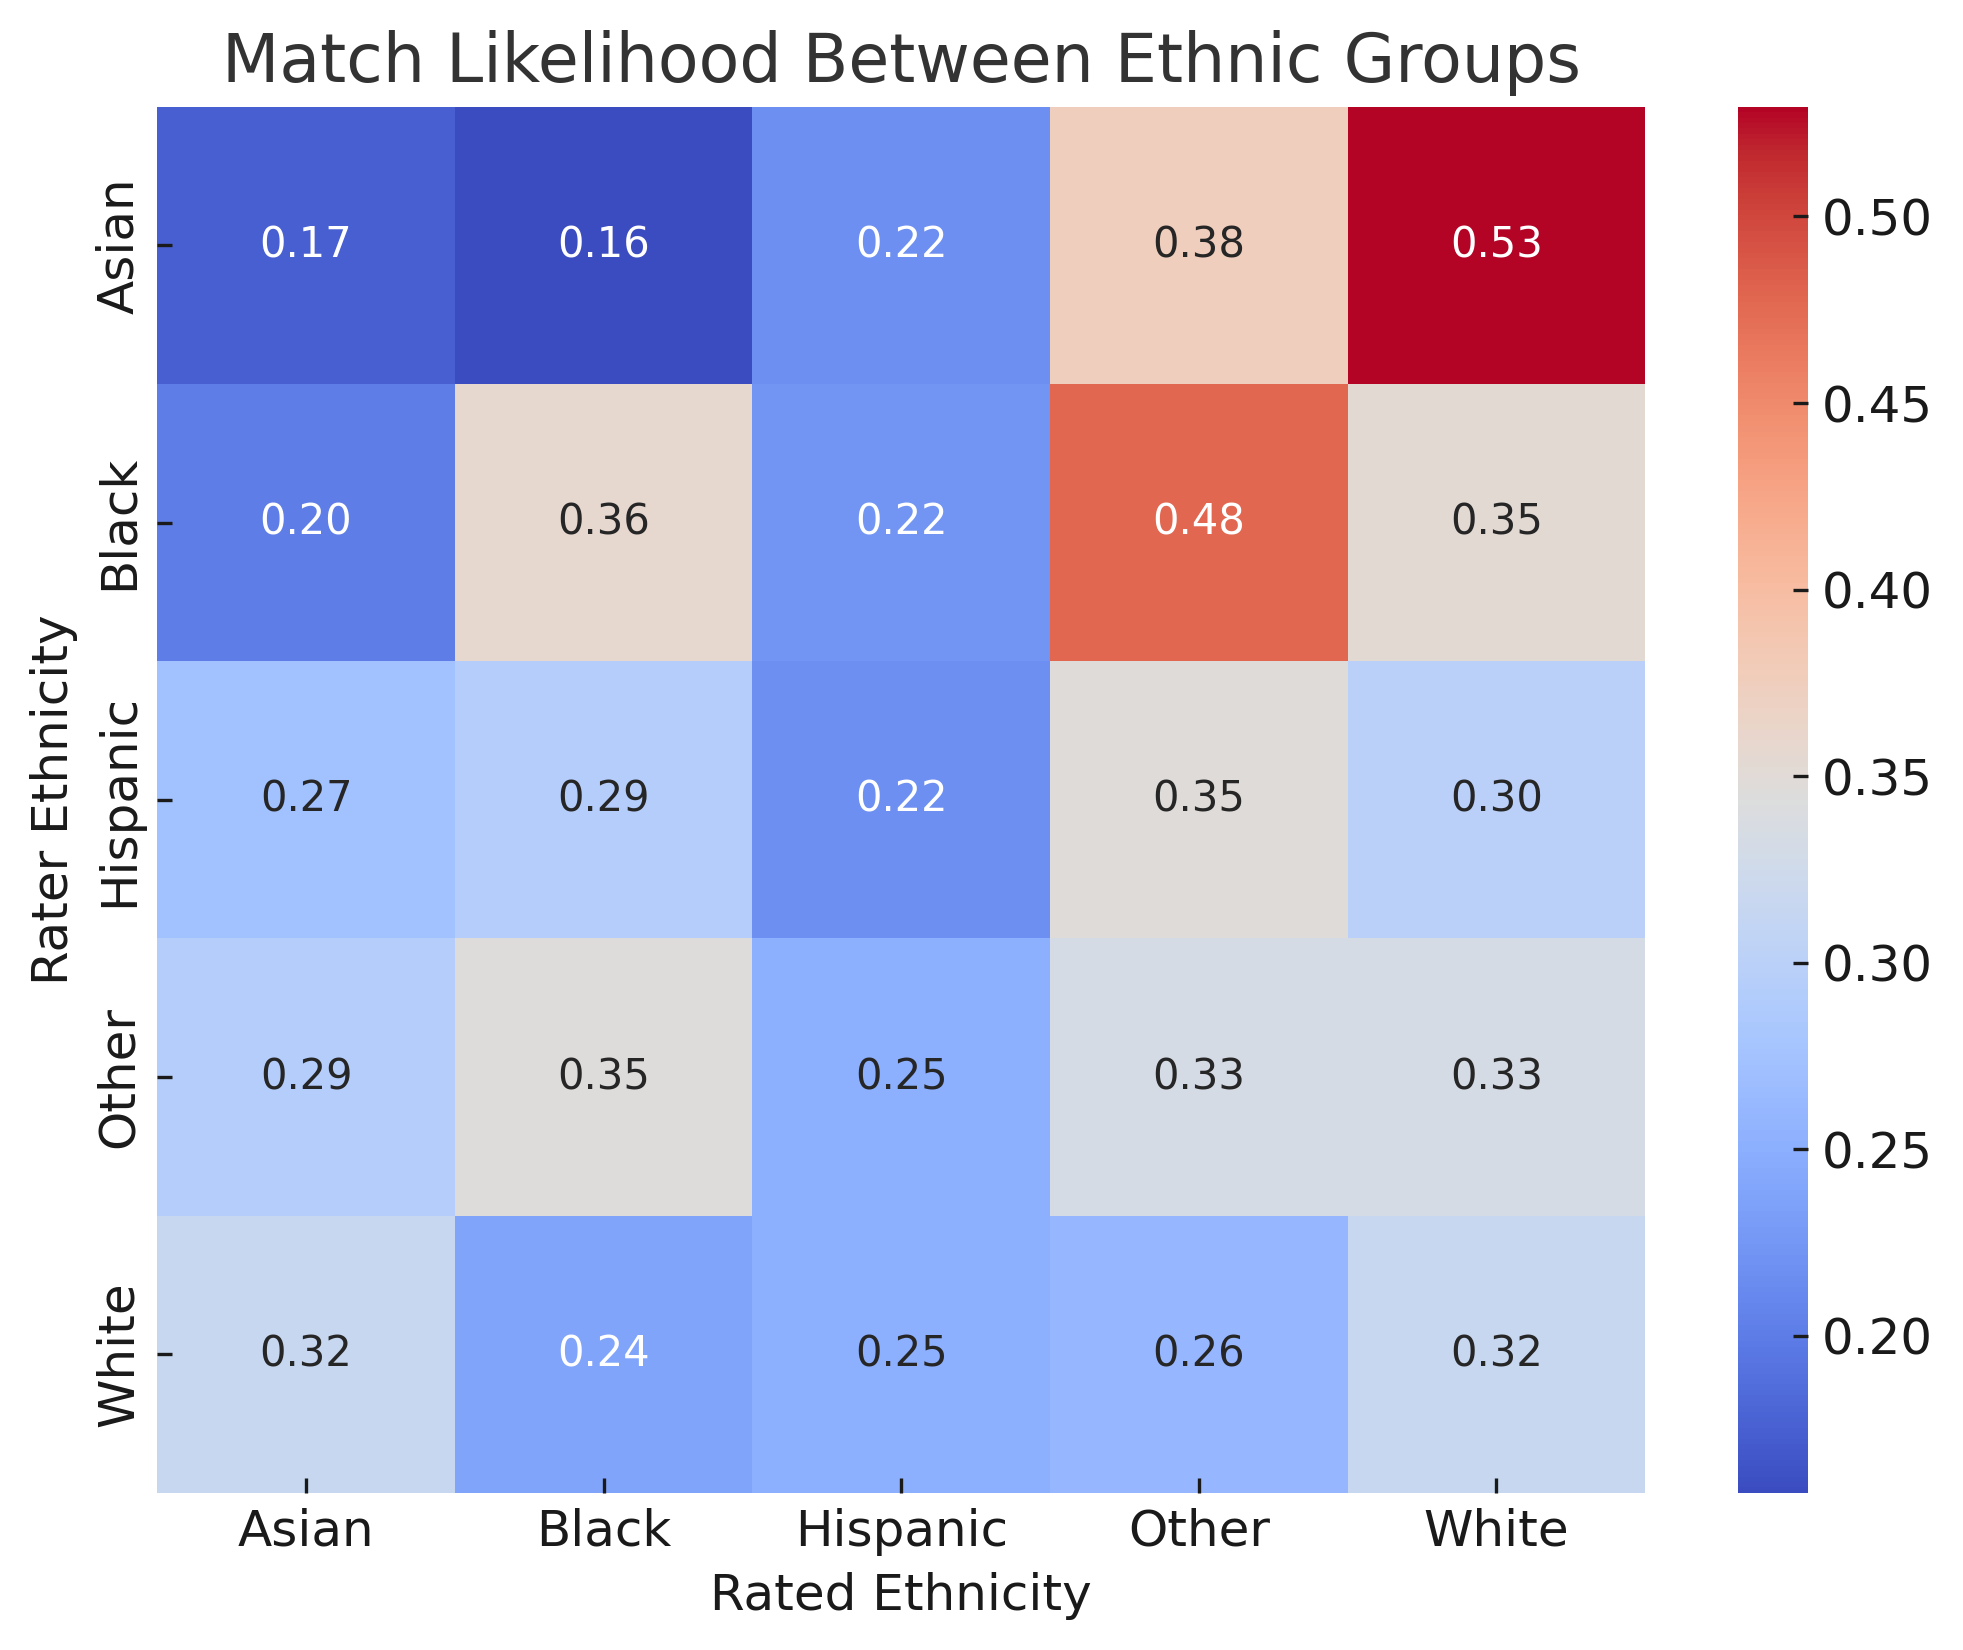 Match Likelihood Between Ethnic Groups
Rater Ethnicity
Asian 0.17 0.16 0.22 0.38 0.53
Black 0.20 0.36 0.22 0.48 0.35
Hispanic 0.27 0.29 0.22 0.35 0.30
Other 0.29 0.35 0.25 0.33 0.33
White 0.32 0.24 0.25 0.26 0.32
Asian Black Hispanic Other White
Rated Ethnicity
0.50
0.45
0.40
0.35
0.30
0.25
0.20